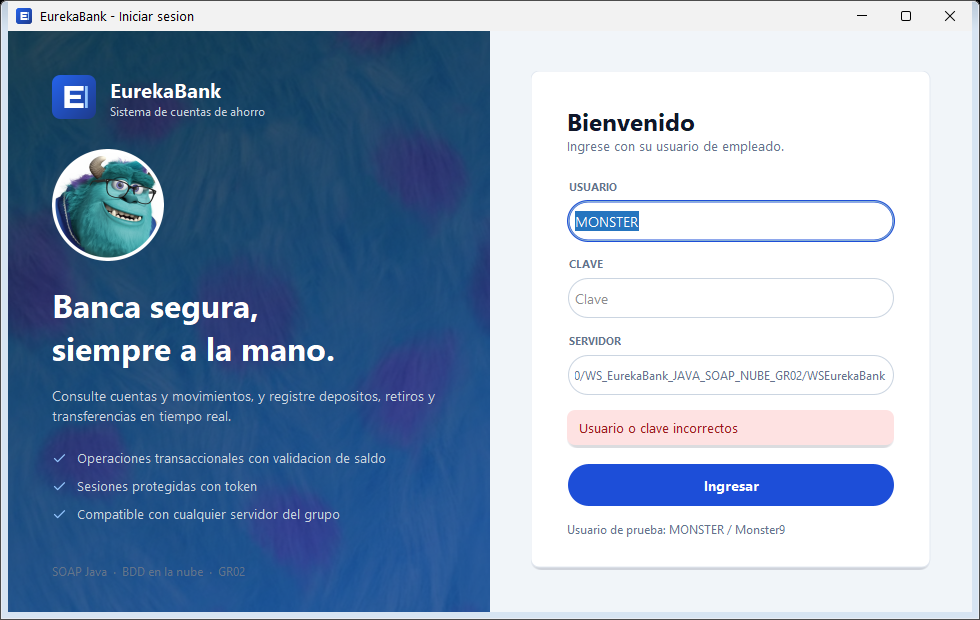 EurekaBank - Iniciar sesion
EurekaBank
Sistema de cuentas de ahorro
Banca segura,
siempre a la mano.
Consulte cuentas y movimientos, y registre depositos, retiros y
transferencias en tiempo real.
Operaciones transaccionales con validacion de saldo
Sesiones protegidas con token
Compatible con cualquier servidor del grupo
SOAP Java · BDD en la nube · GR02
Bienvenido
Ingrese con su usuario de empleado.
USUARIO
MONSTER
CLAVE
Clave
SERVIDOR
0/WS_EurekaBank_JAVA_SOAP_NUBE_GR02/WSEurekaBank
Usuario o clave incorrectos
Ingresar
Usuario de prueba: MONSTER / Monster9